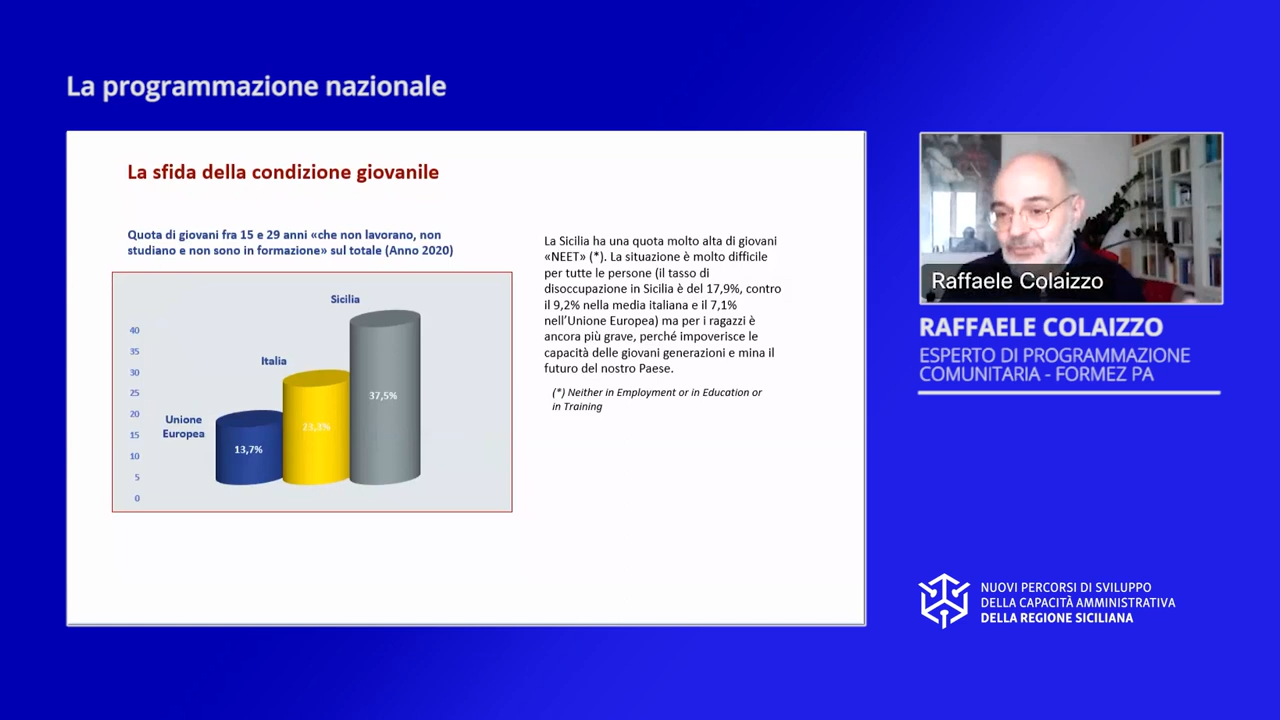 La programmazione nazionale
La sfida della condizione giovanile
Quota di giovani fra 15 e 29 anni «che non lavorano, non
studiano e non sono in formazione» sul totale (Anno 2020)
Sicilia
Italia
Unione
Europea
40
35
30
25
20
15
10
5
0
13,7%
23,3%
37,5%
La Sicilia ha una quota molto alta di giovani
«NEET» (*). La situazione è molto difficile
per tutte le persone (il tasso di
disoccupazione in Sicilia è del 17,9%, contro
il 9,2% nella media italiana e il 7,1%
nell'Unione Europea) ma per i ragazzi è
ancora più grave, perché impoverisce le
capacità delle giovani generazioni e mina il
futuro del nostro Paese.
(*) Neither in Employment or in Education or
in Training
Raffaele Colaizzo
RAFFAELE COLAIZZO
ESPERTO DI PROGRAMMAZIONE
COMUNITARIA - FORMEZ PA
NUOVI PERCORSI DI SVILUPPO
DELLA CAPACITÀ AMMINISTRATIVA
DELLA REGIONE SICILIANA